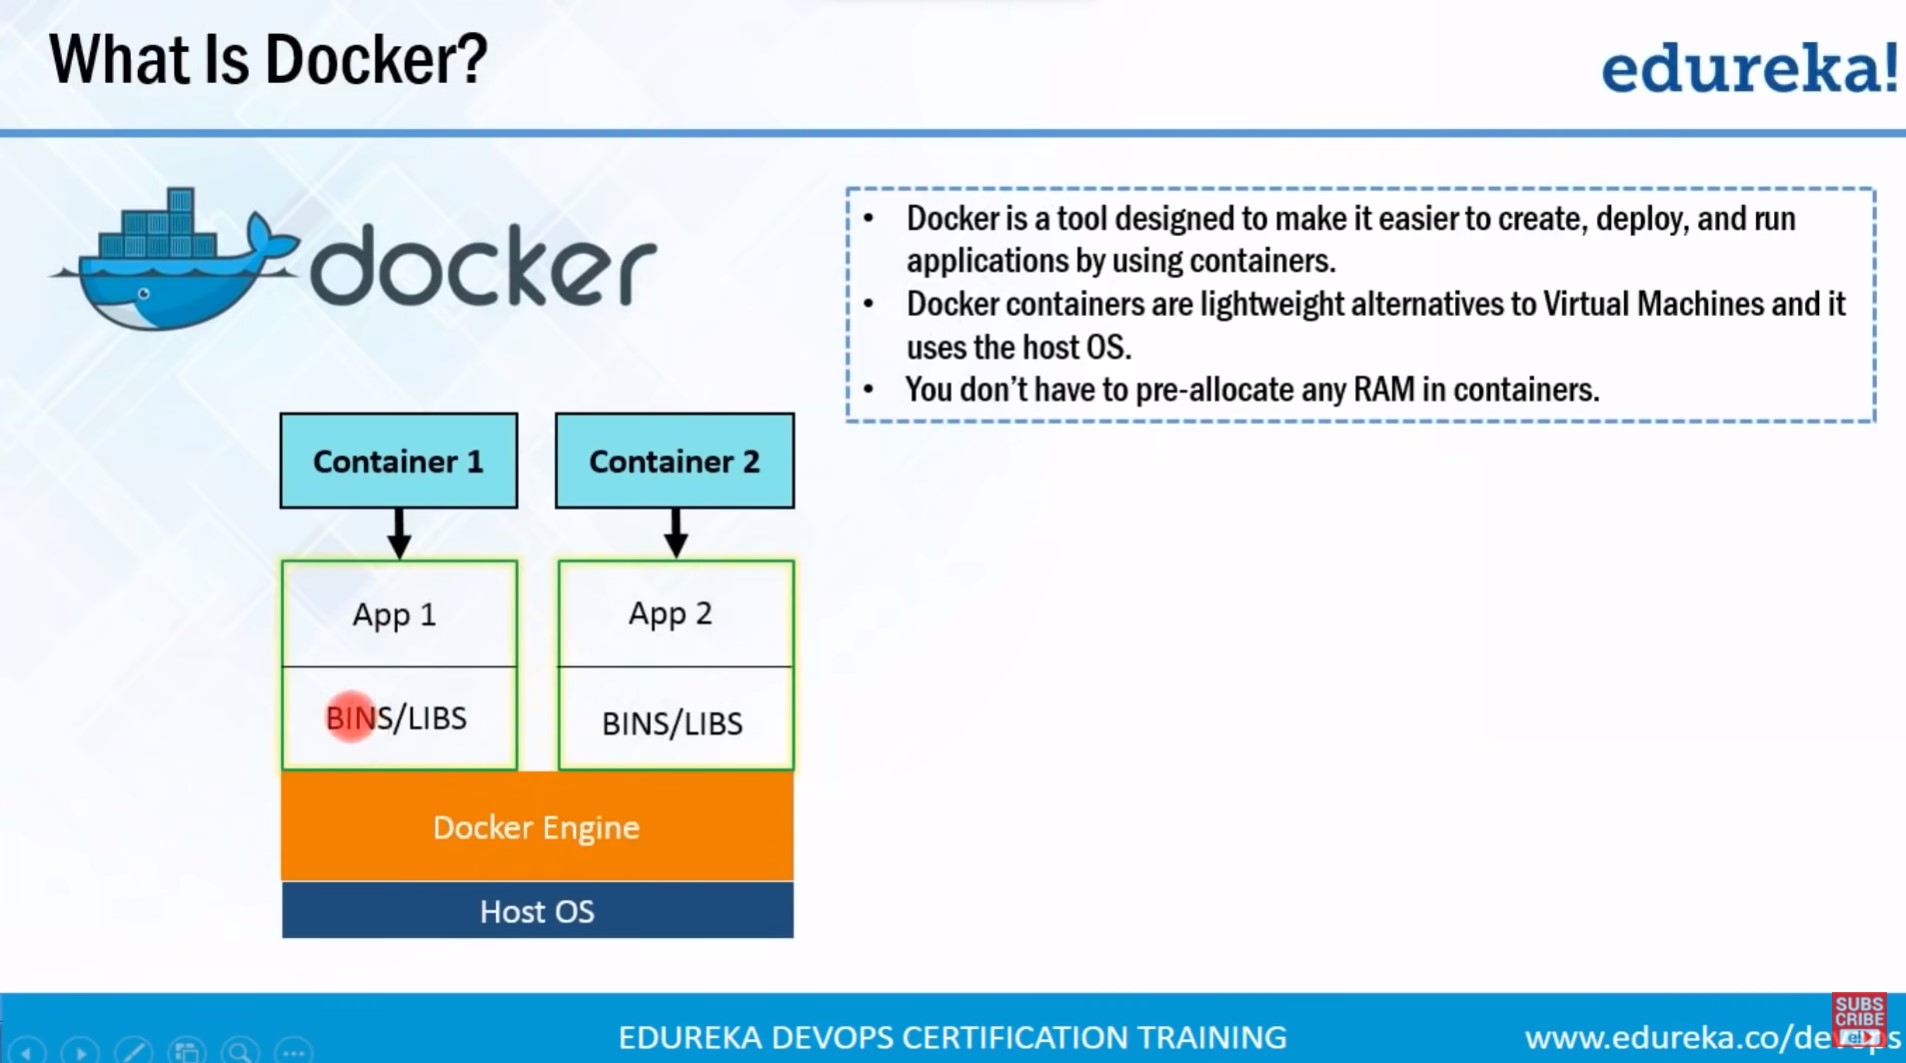 What Is Docker?
edureka!
docker
• Docker is a tool designed to make it easier to create, deploy, and run
applications by using containers.
• Docker containers are lightweight alternatives to Virtual Machines and it
uses the host OS.
• You don't have to pre-allocate any RAM in containers.
Container 1
Container 2
App 1
App 2
BINS/LIBS
BINS/LIBS
Docker Engine
Host OS
EDUREKA DEVOPS CERTIFICATION TRAINING
www.edureka.co/devops
SUBS
CRIBE
e!